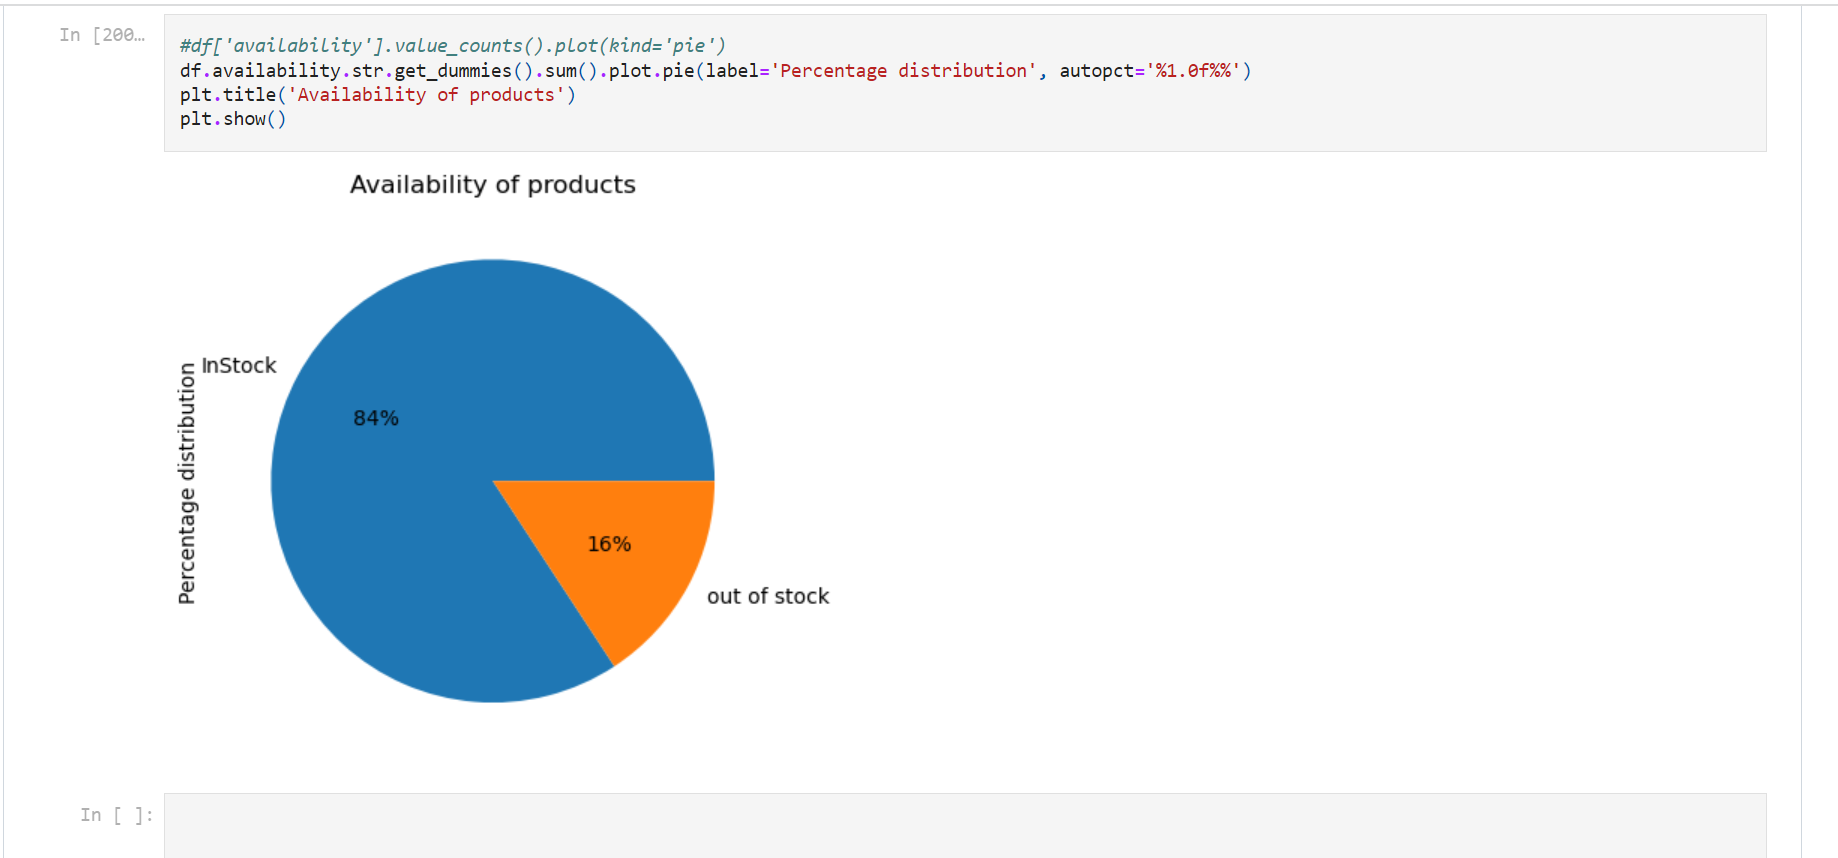 In [200…
#df['availability'].value_counts().plot(kind='pie')
df.availability.str.get_dummies().sum().plot.pie(label='Percentage distribution', autopct='%1.0f%%')
plt.title('Availability of products')
plt.show()
Availability of products
InStock
84%
Percentage distribution
16%
out of stock
In [ ]: